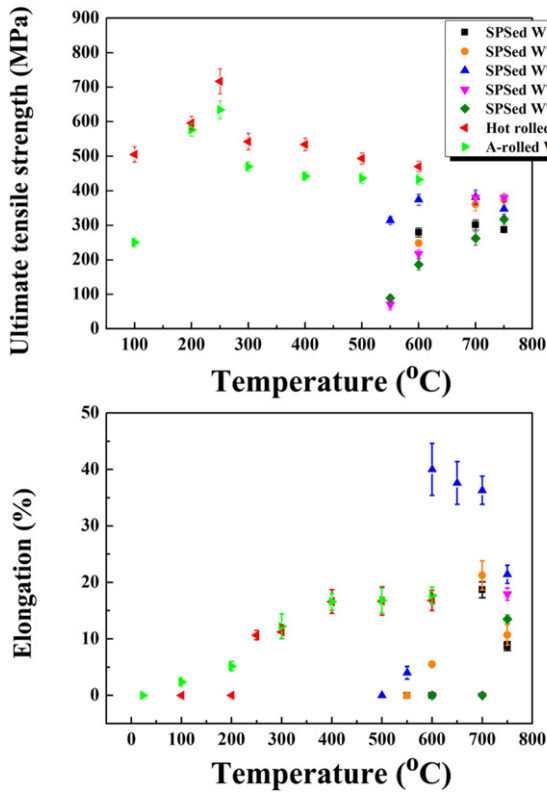 Ultimate tensile strength (MPa)
900
800
700
600
500
400
300
200
100
0
SPSed W
SPSed W
SPSed W
SPSed W
SPSed W
Hot rolled
A-rolled W
100 200 300 400 500 600 700 800
Temperature (°C)
Elongation (%)
50
40
30
20
10
0
0 100 200 300 400 500 600 700 800
Temperature (°C)